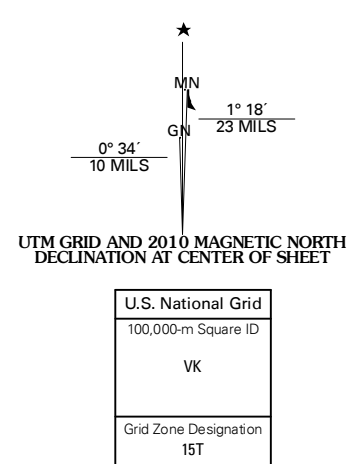 MN
1° 18´
23 MILS
GN
0° 34´
10 MILS
UTM GRID AND 2010 MAGNETIC NORTH
DECLINATION AT CENTER OF SHEET
U.S. National Grid
100,000-m Square ID
VK
Grid Zone Designation
15T